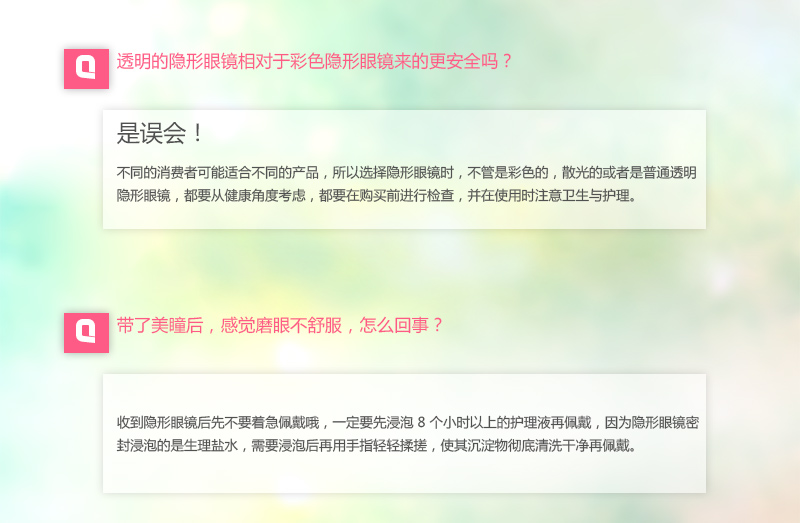 Q 透明的隐形眼镜相对于彩色隐形眼镜来的更安全吗？
是误会！
不同的消费者可能适合不同的产品，所以选择隐形眼镜时，不管是彩色的，散光的或者是普通透明
隐形眼镜，都要从健康角度考虑，都要在购买前进行检查，并在使用时注意卫生与护理。
Q 带了美瞳后，感觉磨眼不舒服，怎么回事？
收到隐形眼镜后先不要着急佩戴哦，一定要先浸泡 8 个小时以上的护理液再佩戴，因为隐形眼镜密
封浸泡的是生理盐水，需要浸泡后再用手指轻轻揉搓，使其沉淀物彻底清洗干净再佩戴。